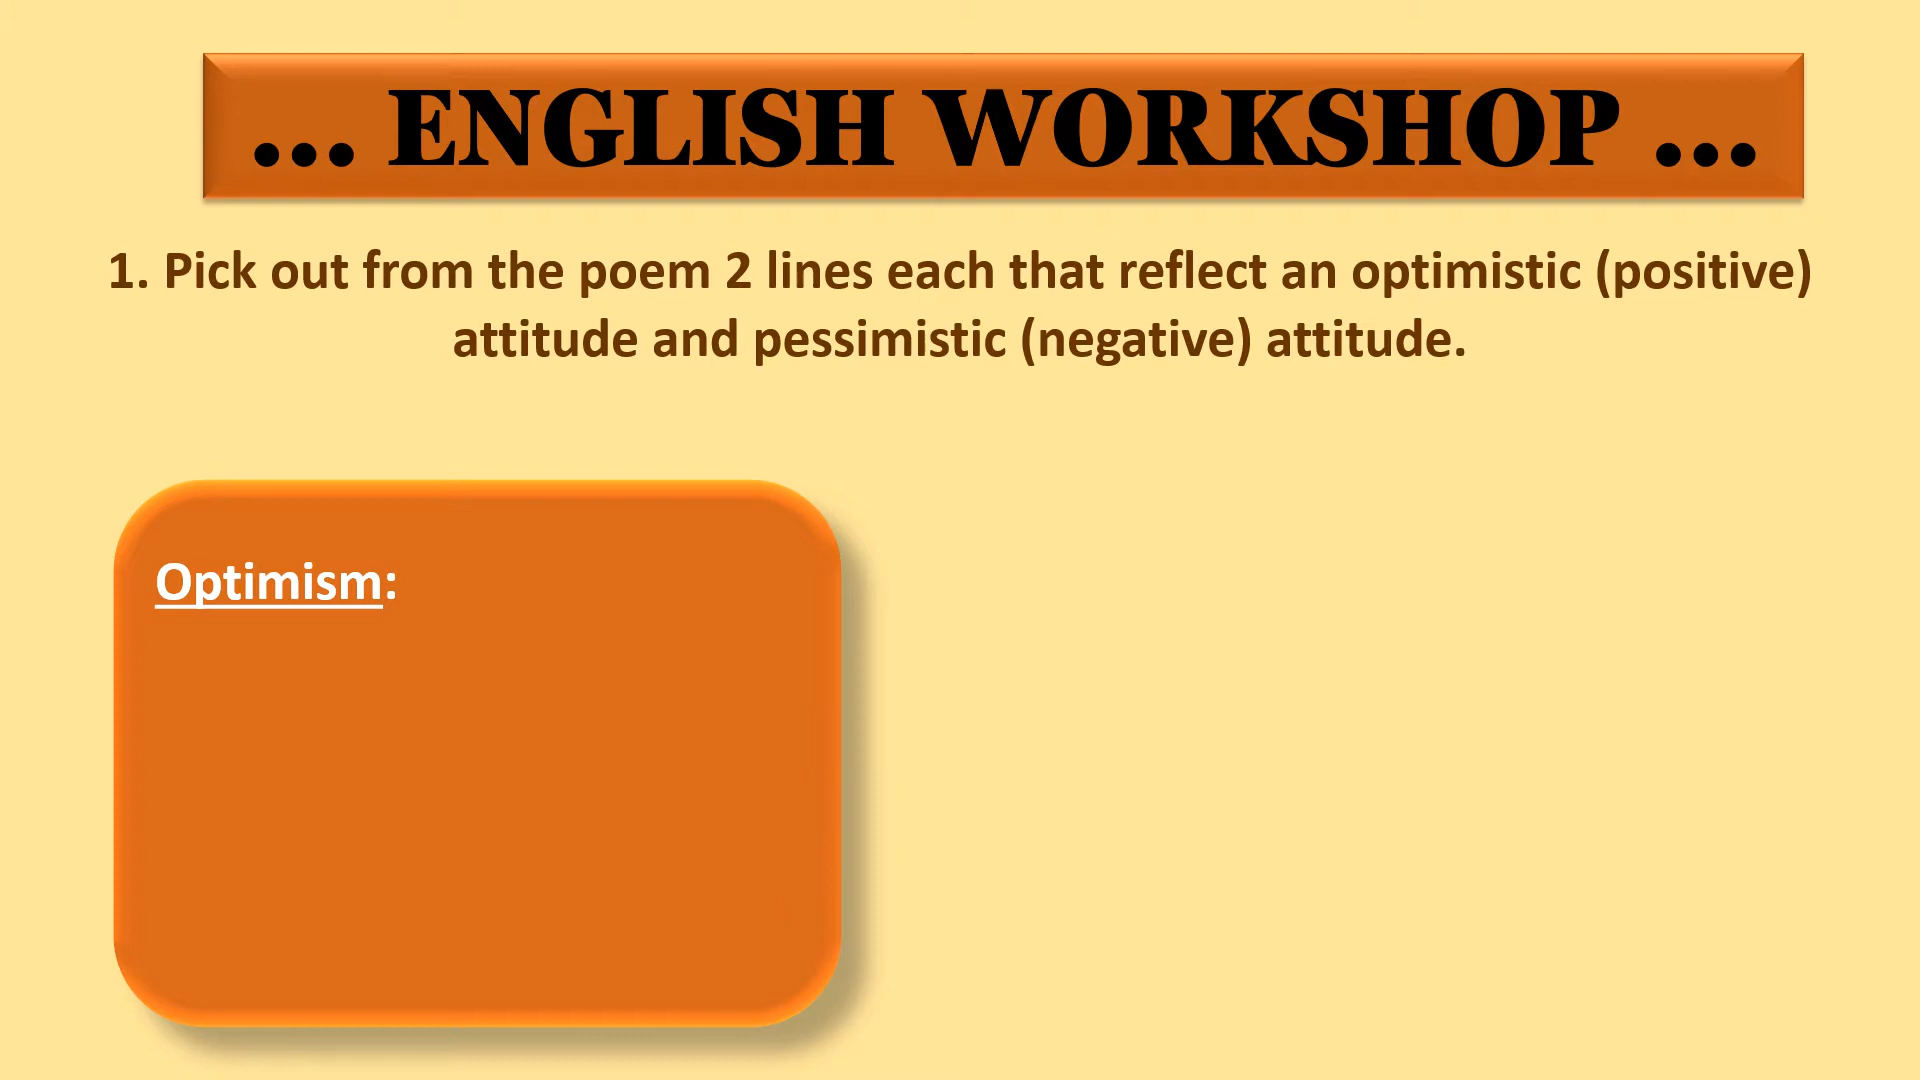 ... ENGLISH WORKSHOP ...
1. Pick out from the poem 2 lines each that reflect an optimistic (positive)
attitude and pessimistic (negative) attitude.
Optimism: